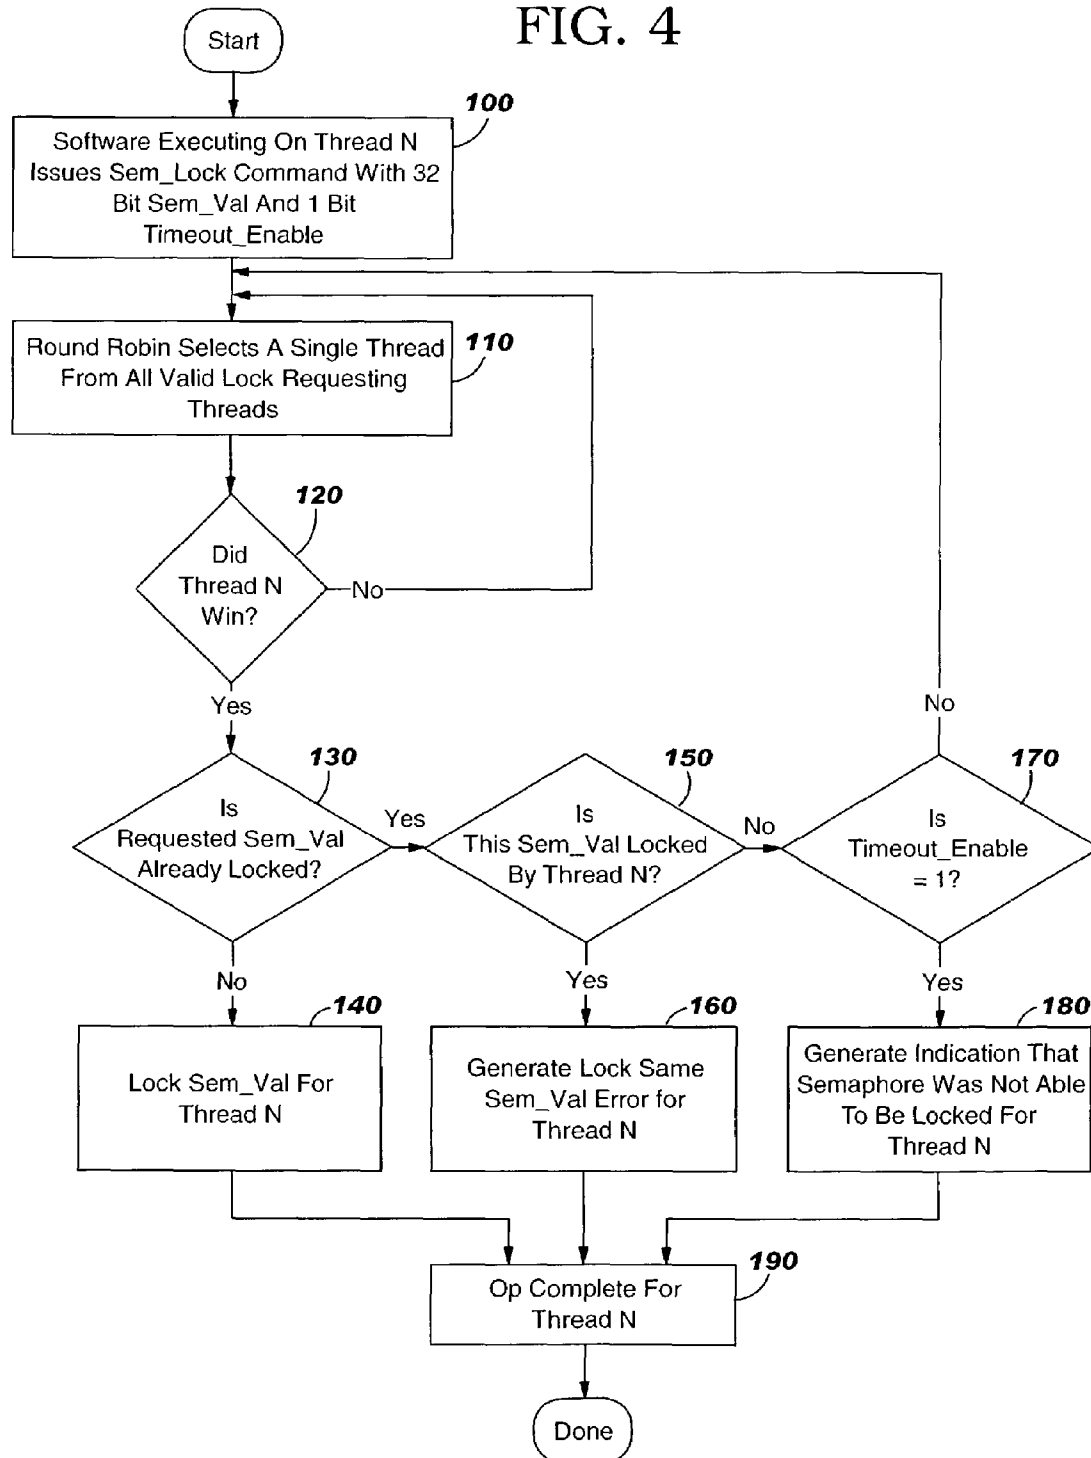 FIG. 4
Start
100
Software Executing On Thread N
Issues Sem_Lock Command With 32
Bit Sem_Val And 1 Bit
Timeout_Enable
110
Round Robin Selects A Single Thread
From All Valid Lock Requesting
Threads
120
Did
Thread N
Win?
No
Yes
130
Is
Requested Sem_Val
Already Locked?
Yes
No
150
Is
This Sem_Val Locked
By Thread N?
No
Yes
170
Is
Timeout_Enable
= 1?
No
Yes
140
Lock Sem_Val For
Thread N
160
Generate Lock Same
Sem_Val Error for
Thread N
180
Generate Indication That
Semaphore Was Not Able
To Be Locked For
Thread N
190
Op Complete For
Thread N
Done